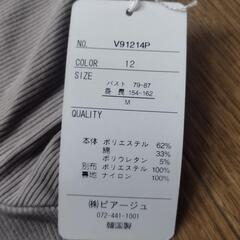 NO. V91214P
COLOR 12
SIZE
バスト 79-87
身長 154-162
M
QUALITY
本体 ポリエステル 62%
綿 33%
ポリウレタン 5%
別布 ポリエステル 100%
裏地 ナイロン 100%
㈱ピアージュ
072-441-1001
韓国製